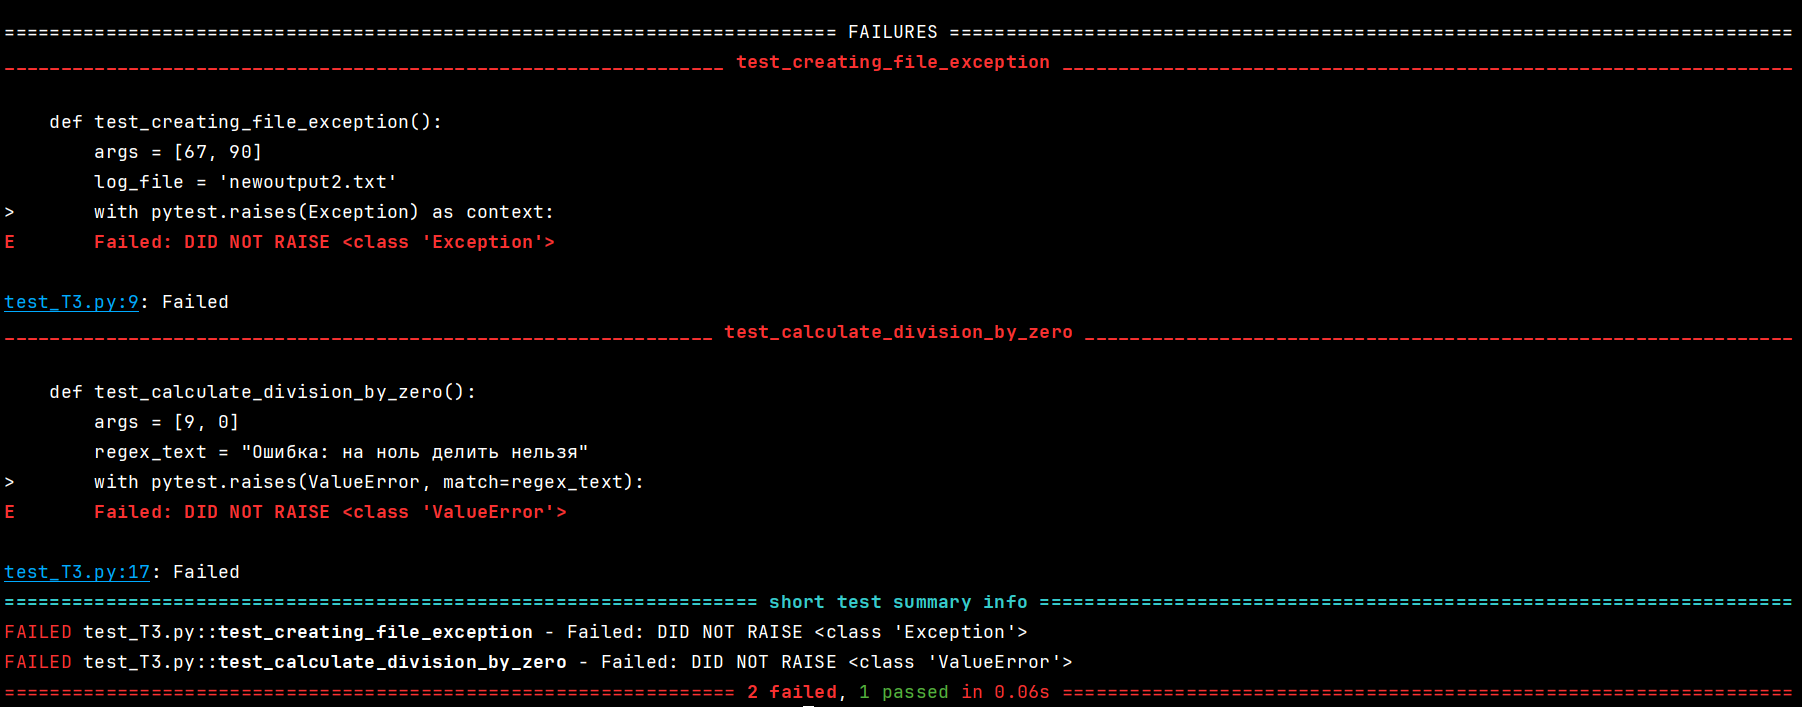 ========================================================================== FAILURES ===========================================================================
________________________________________________________________ test_creating_file_exception _________________________________________________________________
    def test_creating_file_exception():
        args = [67, 90]
        log_file = 'newoutput2.txt'
>       with pytest.raises(Exception) as context:
E       Failed: DID NOT RAISE <class 'Exception'>
test_T3.py:9: Failed
_______________________________________________________________ test_calculate_division_by_zero _______________________________________________________________
    def test_calculate_division_by_zero():
        args = [9, 0]
        regex_text = "Ошибка: на ноль делить нельзя"
>       with pytest.raises(ValueError, match=regex_text):
E       Failed: DID NOT RAISE <class 'ValueError'>
test_T3.py:17: Failed
=================================================================== short test summary info ===================================================================
FAILED test_T3.py::test_creating_file_exception - Failed: DID NOT RAISE <class 'Exception'>
FAILED test_T3.py::test_calculate_division_by_zero - Failed: DID NOT RAISE <class 'ValueError'>
================================================================= 2 failed, 1 passed in 0.06s =================================================================